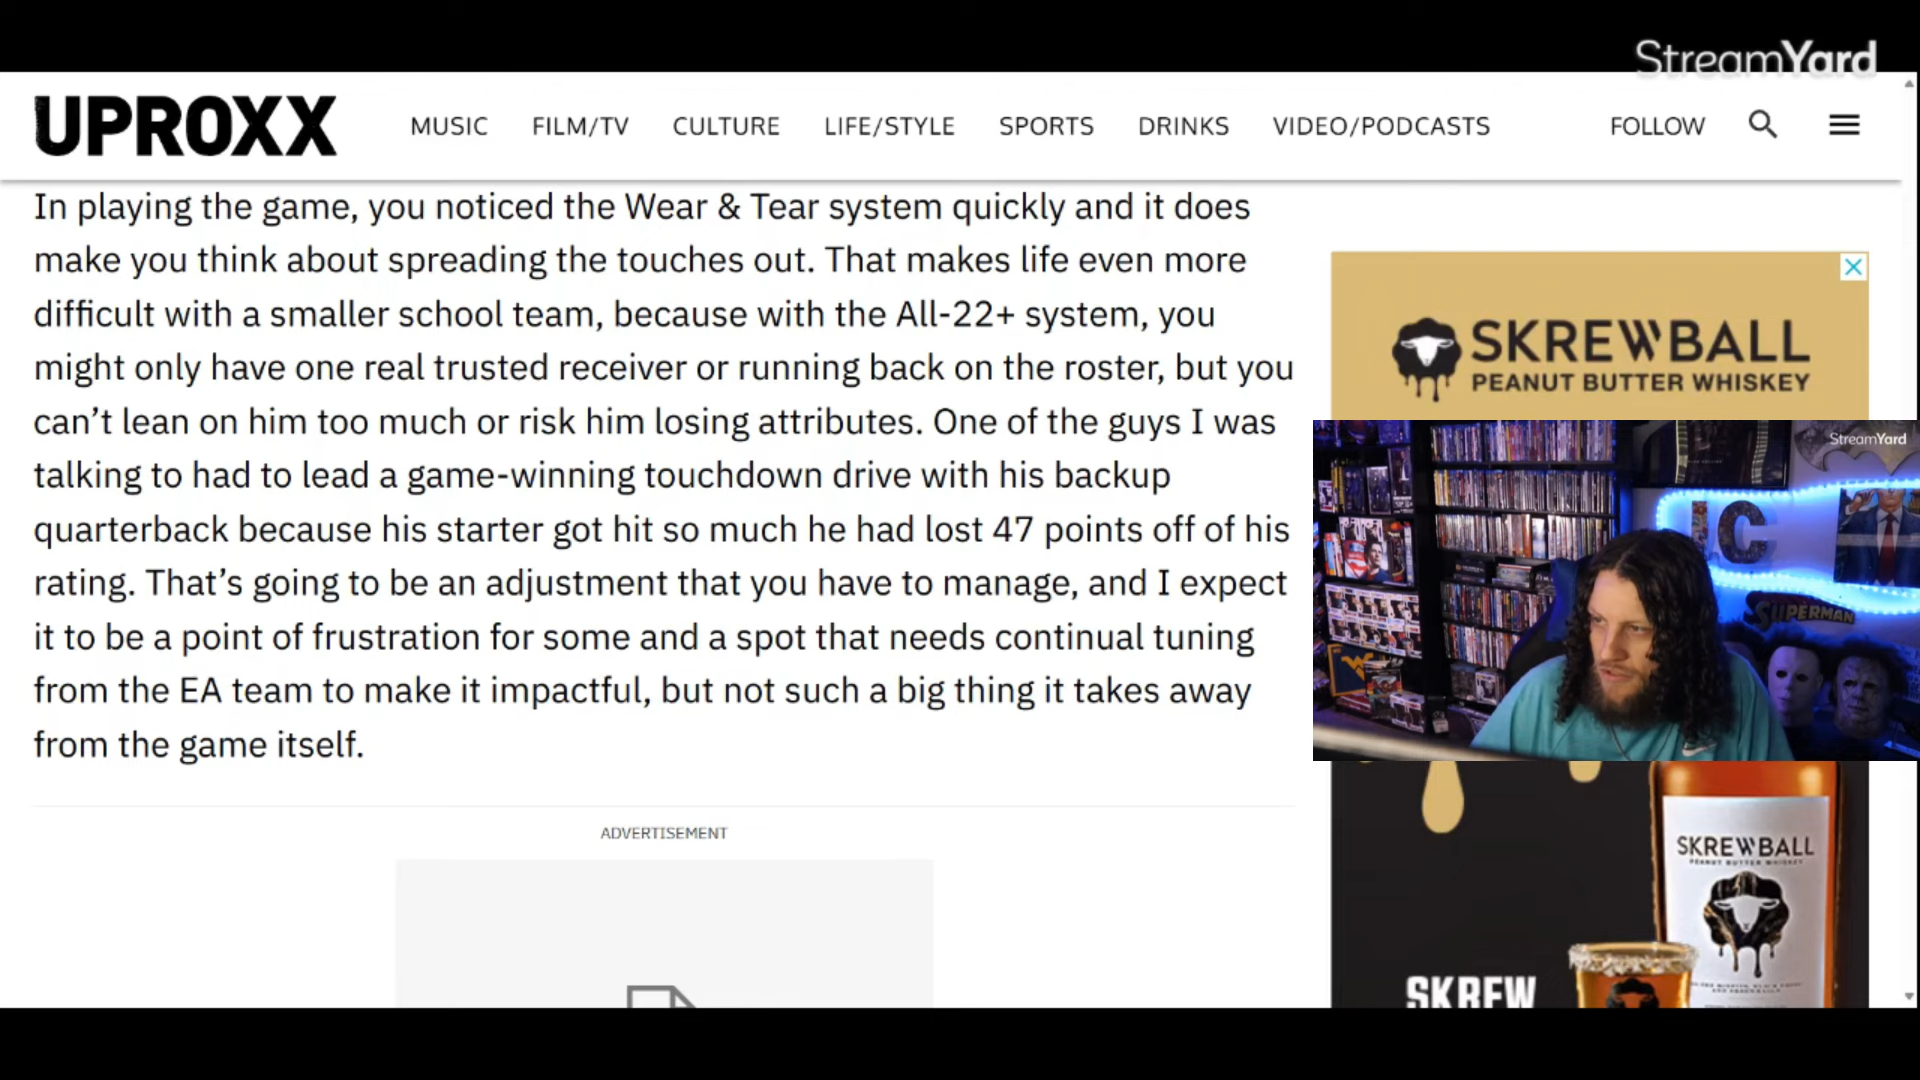 StreamYard
UPROXX
MUSIC FILM/TV CULTURE LIFE/STYLE SPORTS DRINKS VIDEO/PODCASTS FOLLOW
In playing the game, you noticed the Wear & Tear system quickly and it does
make you think about spreading the touches out. That makes life even more
difficult with a smaller school team, because with the All-22+ system, you
might only have one real trusted receiver or running back on the roster, but you
can’t lean on him too much or risk him losing attributes. One of the guys I was
talking to had to lead a game-winning touchdown drive with his backup
quarterback because his starter got hit so much he had lost 47 points off of his
rating. That’s going to be an adjustment that you have to manage, and I expect
it to be a point of frustration for some and a spot that needs continual tuning
from the EA team to make it impactful, but not such a big thing it takes away
from the game itself.
ADVERTISEMENT
SKREWBALL
PEANUT BUTTER WHISKEY
StreamYard
IC
SUPERMAN
SKREWBALL
PEANUT BUTTER WHISKEY
SKREW